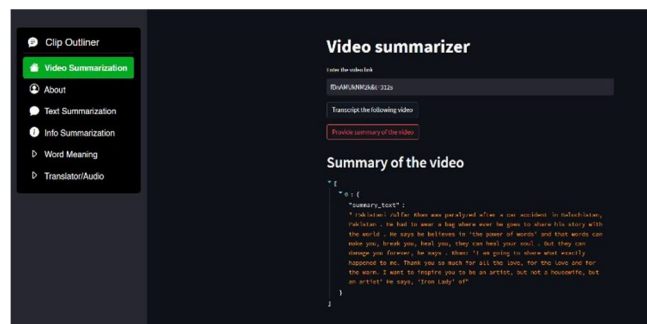 Clip Outliner
Video Summarization
About
Text Summarization
Info Summarization
Word Meaning
Translator/Audio
Video summarizer
Enter the video link
Transcript the following video
Provide summary of the video
Summary of the video
[
0 : {
"summary_text" :
" Pakistani Zulfar Khan was paralyzed after a car accident in Balochistan,
Pakistan . He had to wear a bag where ever he goes to share his story with
the world . He says he believes in 'the power of words' and that words can
make you, break you, heal you, they can heal your soul . But they can
damage you forever, he says . Khan: 'I am going to share what exactly
happened to me. Thank you so much for all the love, for the love and for
the warm. I want to inspire you to be an artist, but not a housewife, but
an artist' He says, 'Iron Lady' of"
}
]